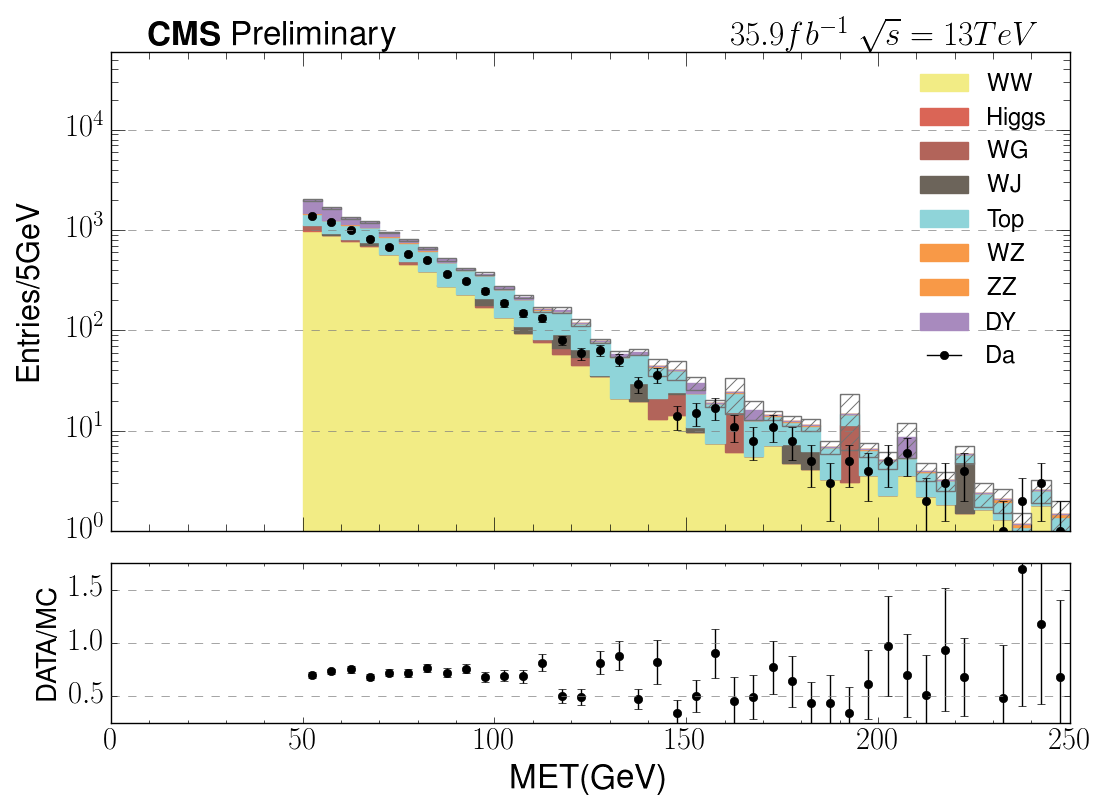 CMS Preliminary
35.9fb⁻¹ √s = 13TeV
Entries/5GeV
10⁴
10³
10²
10¹
10⁰
WW
Higgs
WG
WJ
Top
WZ
ZZ
DY
Da
DATA/MC
1.5
1.0
0.5
0 50 100 150 200 250
MET(GeV)